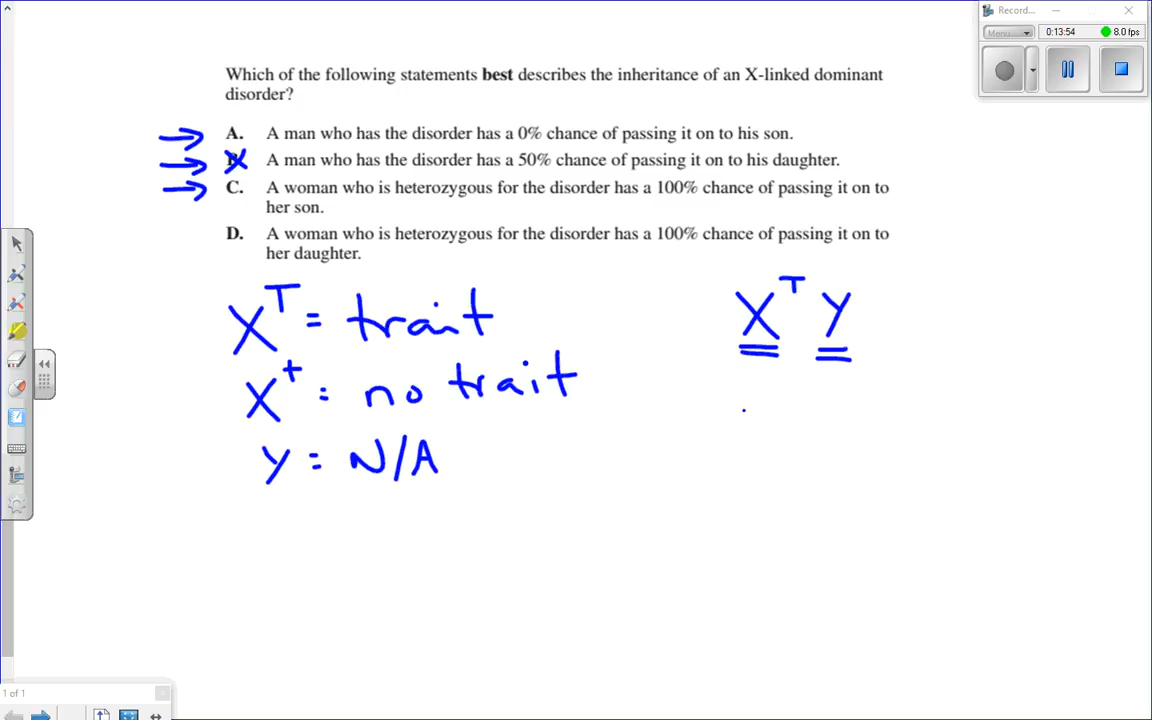 Record...
Menu
0:13:54
8.0 fps
Which of the following statements best describes the inheritance of an X-linked dominant
disorder?
A. A man who has the disorder has a 0% chance of passing it on to his son.
B. A man who has the disorder has a 50% chance of passing it on to his daughter.
C. A woman who is heterozygous for the disorder has a 100% chance of passing it on to
her son.
D. A woman who is heterozygous for the disorder has a 100% chance of passing it on to
her daughter.
X^T = trait
X^t = no trait
y = N/A
X^T Y
1 of 1